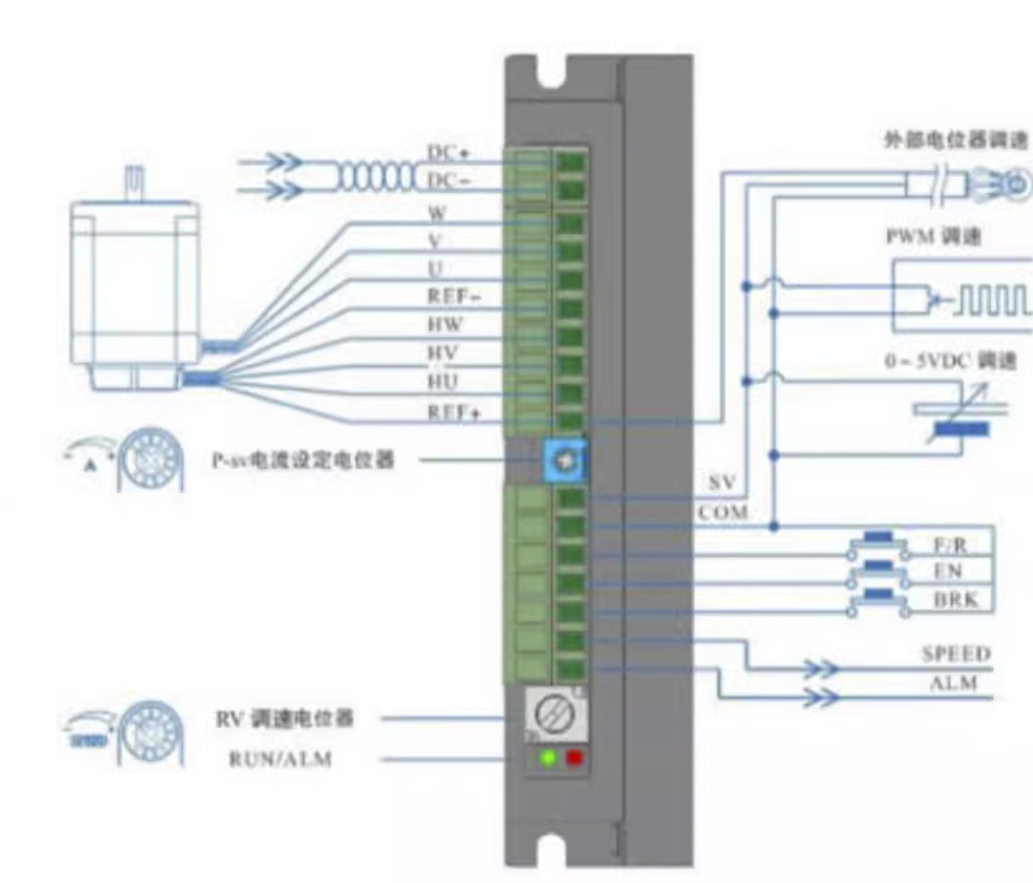 DC+
DC-
W
V
U
REF-
HW
HV
HU
REF+
- A +
P-sv电流设定电位器
RV 调速电位器
SPEED
RUN/ALM
外部电位器调速
PWM 调速
0~5VDC 调速
SV
COM
F/R
EN
BRK
SPEED
ALM